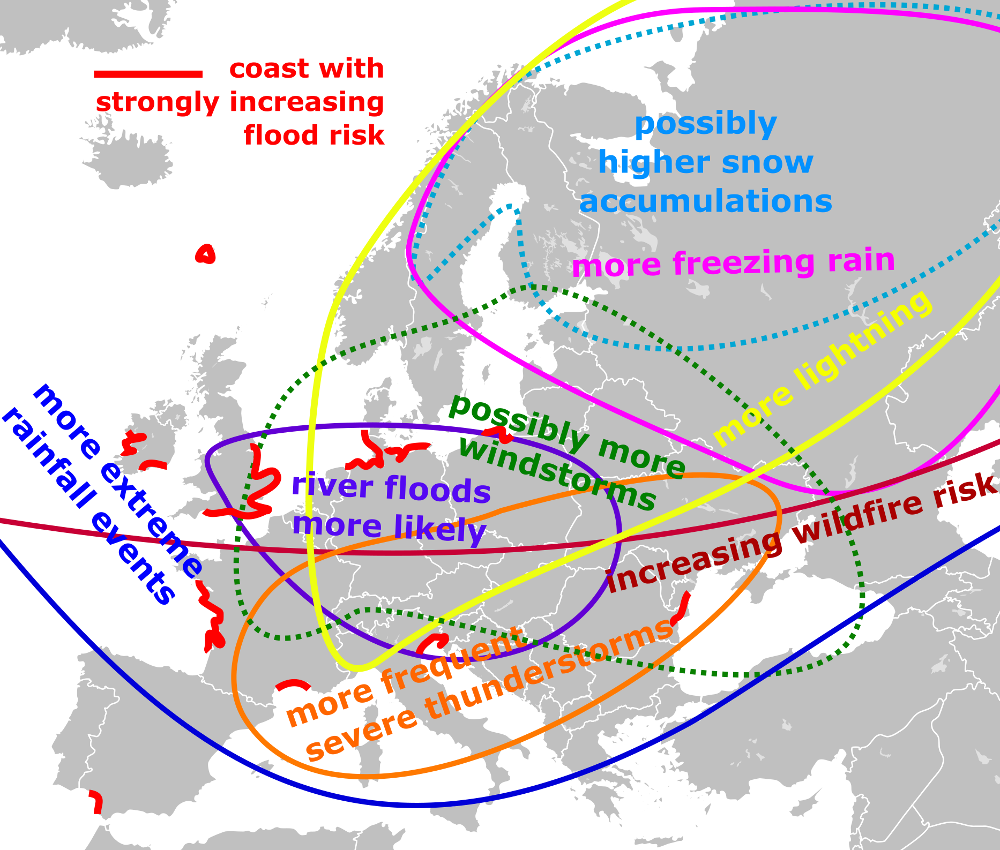 coast with
strongly increasing
flood risk
possibly
higher snow
accumulations
more freezing rain
more lightning
more extreme
rainfall events
possibly more
windstorms
river floods
more likely
increasing wildfire risk
more frequent
severe thunderstorms